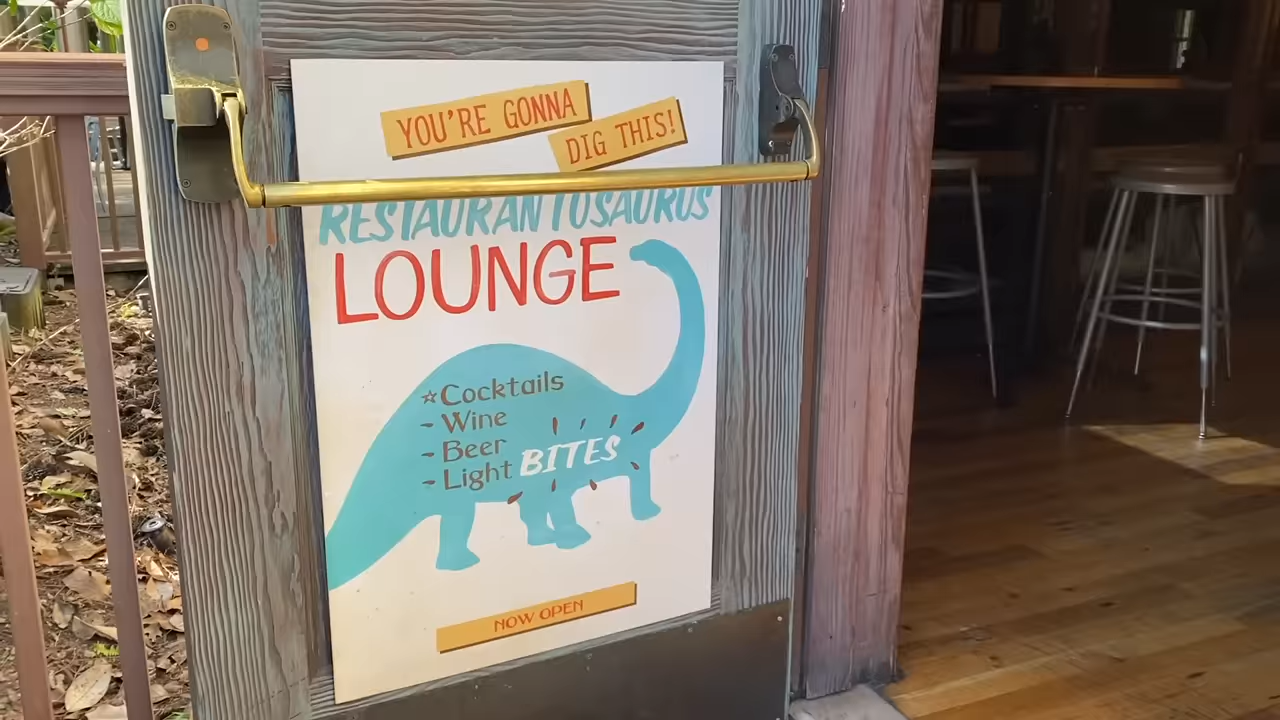 YOU'RE GONNA
DIG THIS!
RESTAURANTOSAURUS
LOUNGE
☆Cocktails
- Wine
- Beer
- Light BITES
NOW OPEN